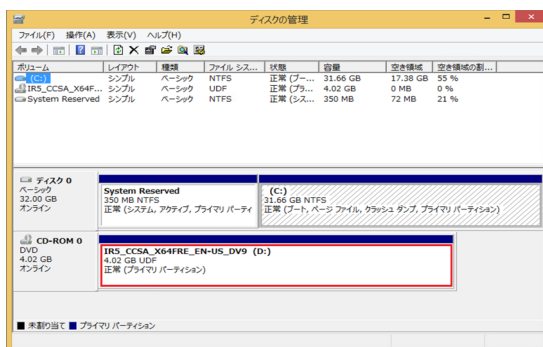 ディスクの管理
ファイル(F) 操作(A) 表示(V) ヘルプ(H)
ボリューム レイアウト 種類 ファイル シス... 状態 容量 空き領域 空き領域の割...
(C:) シンプル ベーシック NTFS 正常 (ブー... 31.66 GB 17.38 GB 55 %
IR5_CCSA_X64F... シンプル ベーシック UDF 正常 (プラ... 4.02 GB 0 MB 0 %
System Reserved シンプル ベーシック NTFS 正常 (シス... 350 MB 72 MB 21 %
ディスク 0
ベーシック
32.00 GB
オンライン
System Reserved
350 MB NTFS
正常 (システム, アクティブ, プライマリ パーティ
(C:)
31.66 GB NTFS
正常 (ブート, ページ ファイル, クラッシュ ダンプ, プライマリ パーティション)
CD-ROM 0
DVD
4.02 GB
オンライン
IR5_CCSA_X64FRE_EN-US_DV9 (D:)
4.02 GB UDF
正常 (プライマリ パーティション)
未割り当て プライマリ パーティション